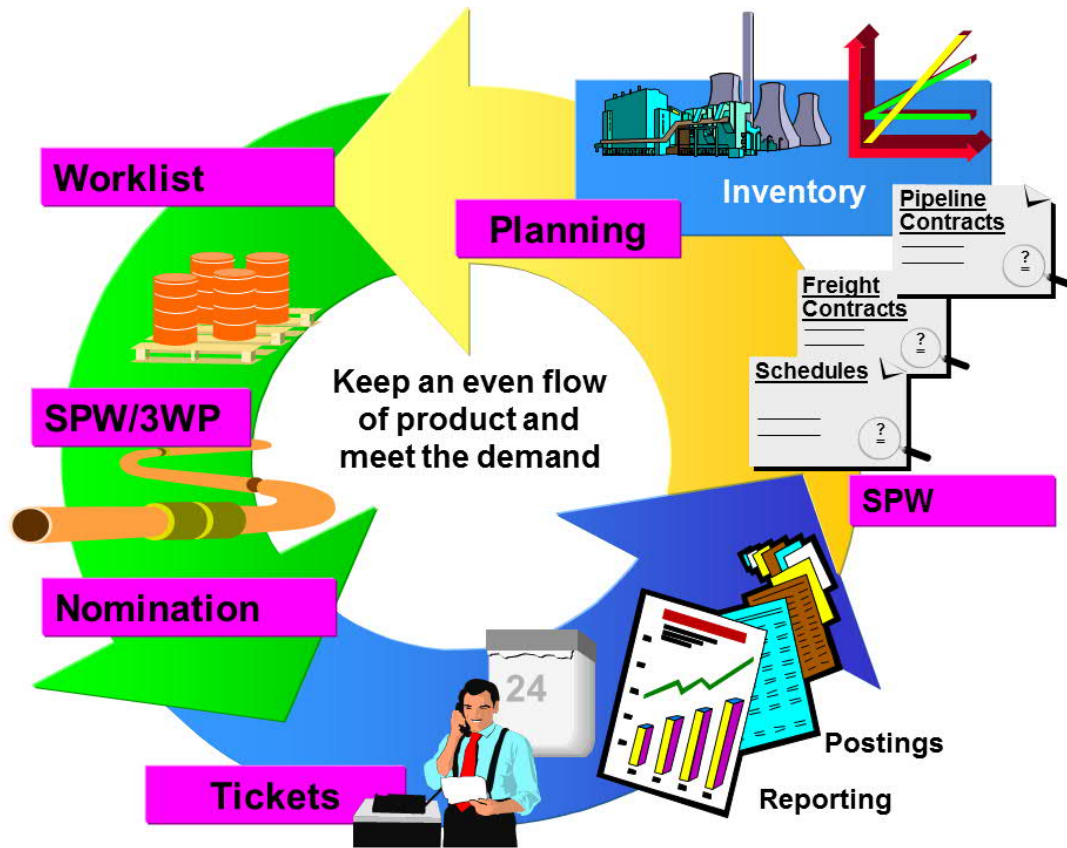 Inventory
Pipeline
Contracts
?
=
Worklist
Planning
Freight
Contracts
?
=
Schedules
?
=
Keep an even flow
of product and
meet the demand
SPW/3WP
SPW
Nomination
24
Postings
Tickets
Reporting